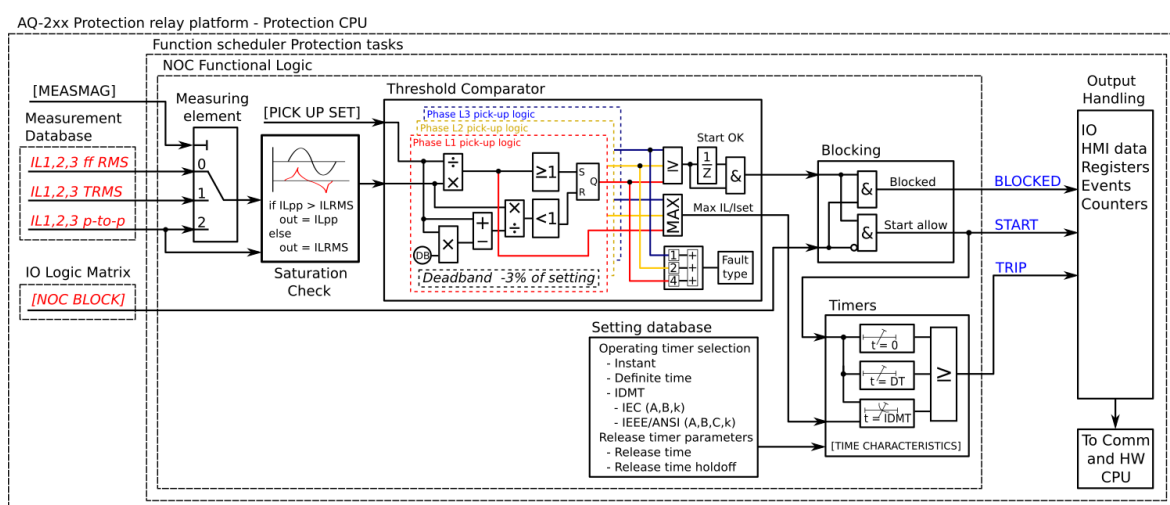 AQ-2xx Protection relay platform - Protection CPU
Function scheduler Protection tasks
NOC Functional Logic
[MEASMAG]
Measurement
Database
IL1,2,3 ff RMS
IL1,2,3 TRMS
IL1,2,3 p-to-p
IO Logic Matrix
[NOC BLOCK]
Measuring
element
0
1
2
[PICK UP SET]
if ILpp > ILRMS
out = ILpp
else
out = ILRMS
Saturation
Check
Threshold Comparator
Phase L3 pick-up logic
Phase L2 pick-up logic
Phase L1 pick-up logic
÷
×
≥1
S
Q
R
×
÷
<1
+
−
×
DB
Deadband -3% of setting
≥
Start OK
1
Z
&
MAX
Max IL/Iset
1 +
2 +
4 +
Fault
type
Blocking
&
Blocked
&
Start allow
BLOCKED
START
TRIP
Timers
t = 0
t = DT
t = IDMT
≥
[TIME CHARACTERISTICS]
Setting database
Operating timer selection
- Instant
- Definite time
- IDMT
- IEC (A,B,k)
- IEEE/ANSI (A,B,C,k)
Release timer parameters
- Release time
- Release time holdoff
Output
Handling
IO
HMI data
Registers
Events
Counters
To Comm
and HW
CPU